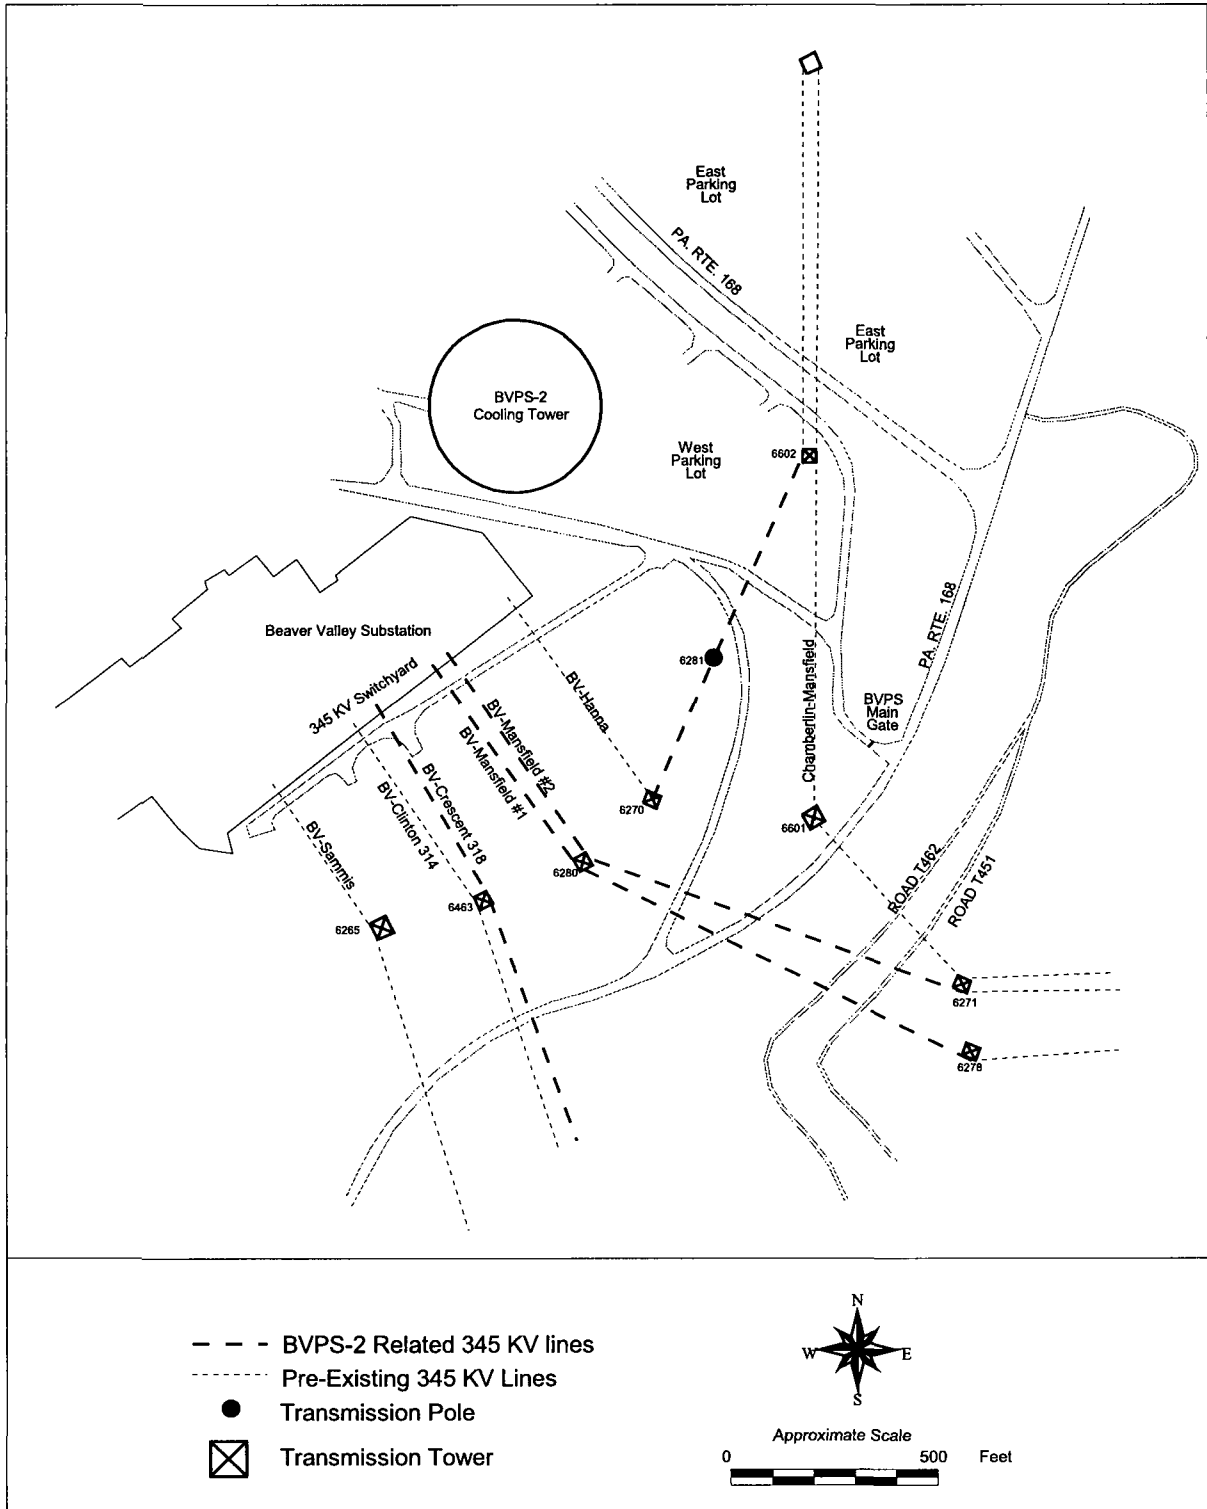 East
Parking
Lot
PA. RTE. 168
East
Parking
Lot
BVPS-2
Cooling Tower
West
Parking
Lot
6602
PA. RTE. 168
Beaver Valley Substation
345 KV Switchyard
6281
BV-Hanna
Chamberlin-Mansfield
BVPS
Main
Gate
BV-Mansfield #2
BV-Mansfield #1
BV-Crescent 318
BV-Clinton 314
BV-Sammis
6270
6601
6280
6463
6265
ROAD T462
ROAD T451
6271
6278
BVPS-2 Related 345 KV lines
Pre-Existing 345 KV Lines
Transmission Pole
Transmission Tower
N
W E
S
Approximate Scale
0 500 Feet